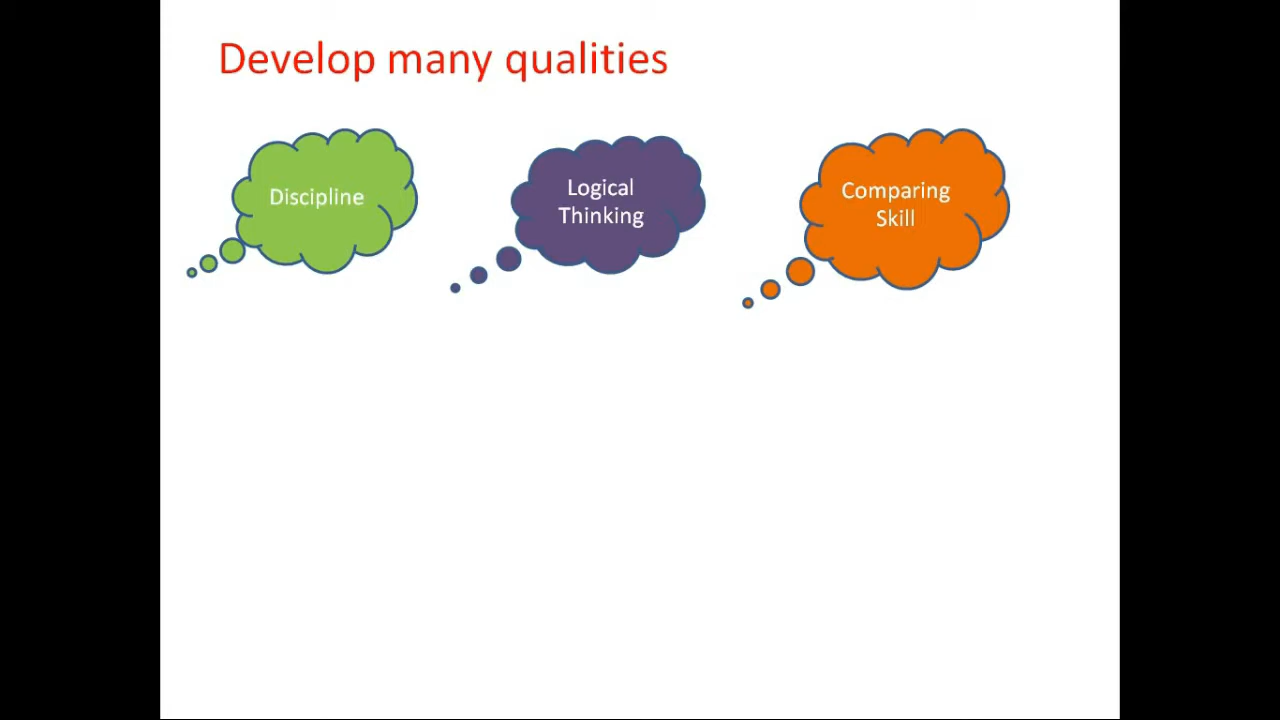 Develop many qualities
Discipline
Logical
Thinking
Comparing
Skill